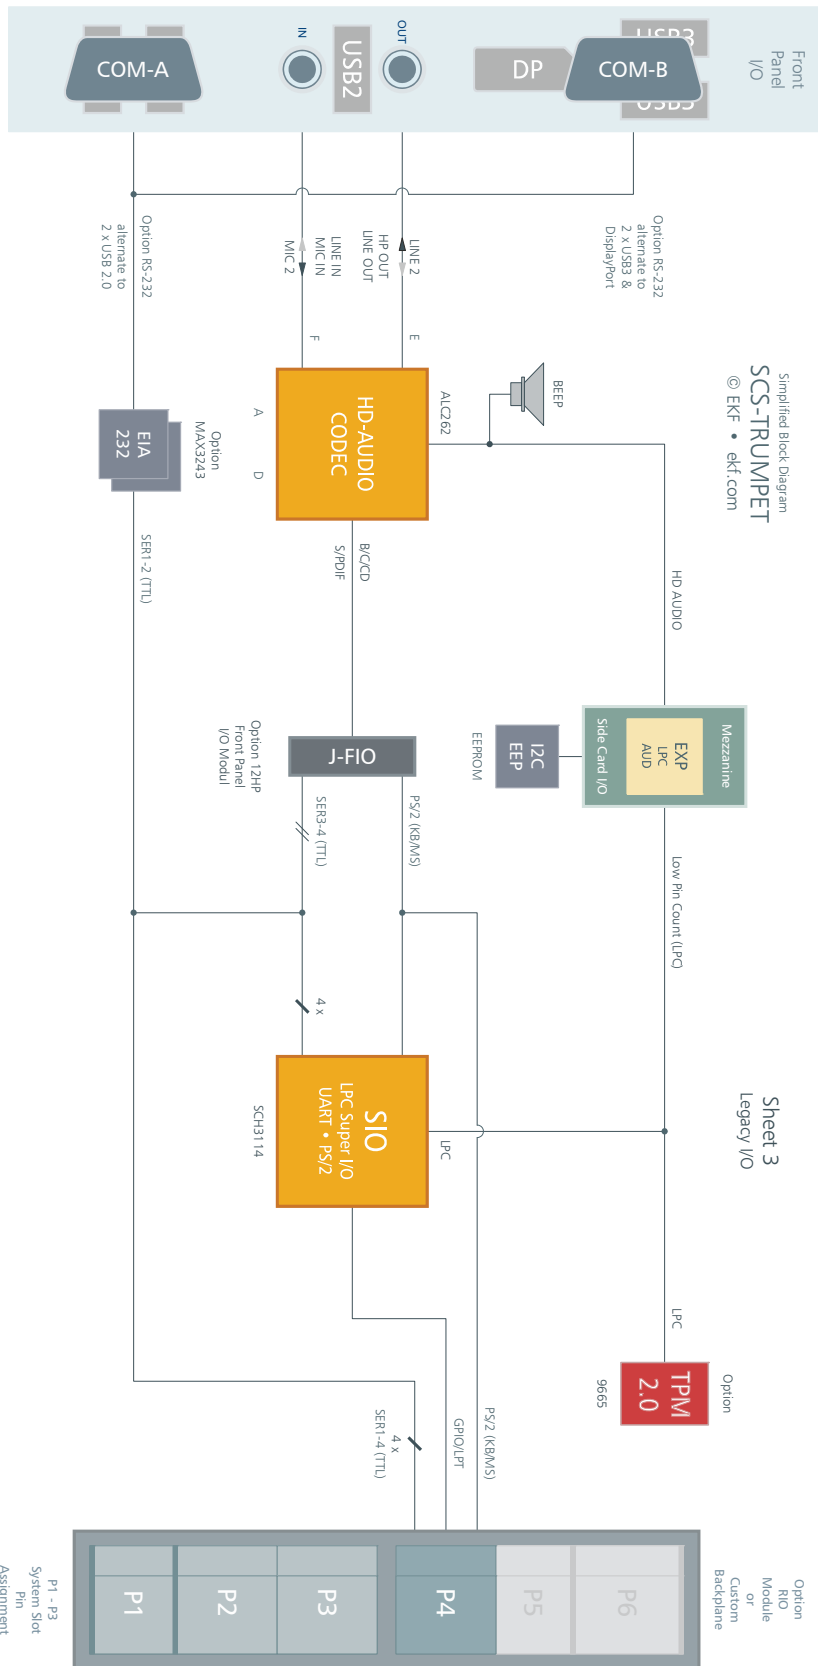 Simplified Block Diagram
SCS-TRUMPET
© EKF • ekf.com
Sheet 3
Legacy I/O
Front
Panel
I/O
USB3
USB3
COM-B
DP
OUT
USB2
IN
COM-A
Option RS-232
alternate to
2 x USB3 &
DisplayPort
LINE 2
HP OUT
LINE OUT
LINE IN
MIC IN
MIC 2
Option RS-232
alternate to
2 x USB 2.0
E
F
A
D
ALC262
HD-AUDIO
CODEC
BEEP
Option
MAX3243
EIA
232
SER1-2 (TTL)
B/C/CD
S/PDIF
HD AUDIO
Mezzanine
EXP
LPC
AUD
Side Card I/O
I2C
EEP
EEPROM
J-FIO
Option 12HP
Front Panel
I/O Modul
PS/2 (KB/MS)
SER3-4 (TTL)
Low Pin Count (LPC)
4 x
SIO
LPC Super I/O
UART • PS/2
SCH3114
LPC
LPC
Option
TPM
2.0
9665
PS/2 (KB/MS)
GPIO/LPT
4 x
SER1-4 (TTL)
Option
RIO
Module
or
Custom
Backplane
P6
P5
P4
P3
P2
P1
P1 - P3
System Slot
Pin
Assignment